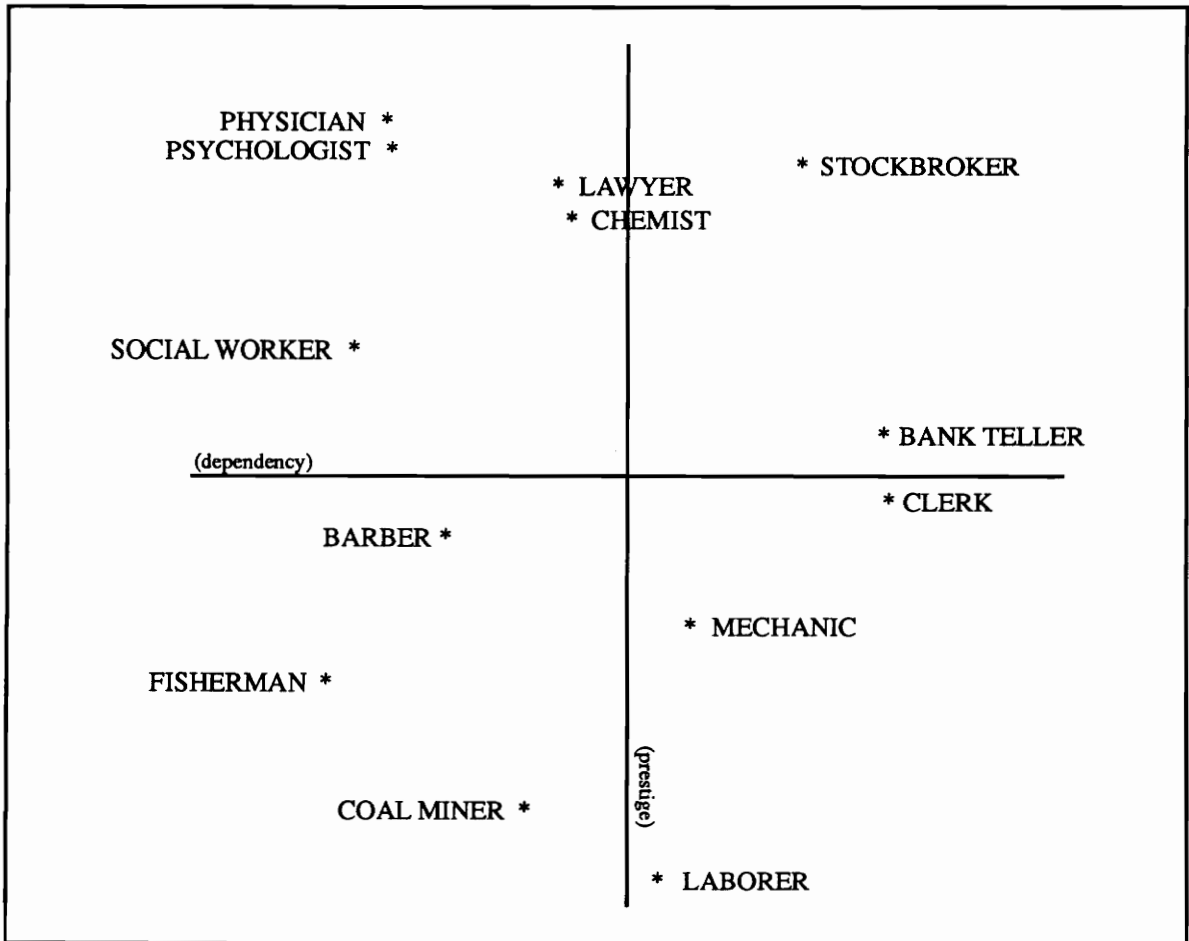 PHYSICIAN *
PSYCHOLOGIST *
* STOCKBROKER
* LAWYER
* CHEMIST
SOCIAL WORKER *
* BANK TELLER
(dependency)
* CLERK
BARBER *
* MECHANIC
FISHERMAN *
(prestige)
COAL MINER *
* LABORER